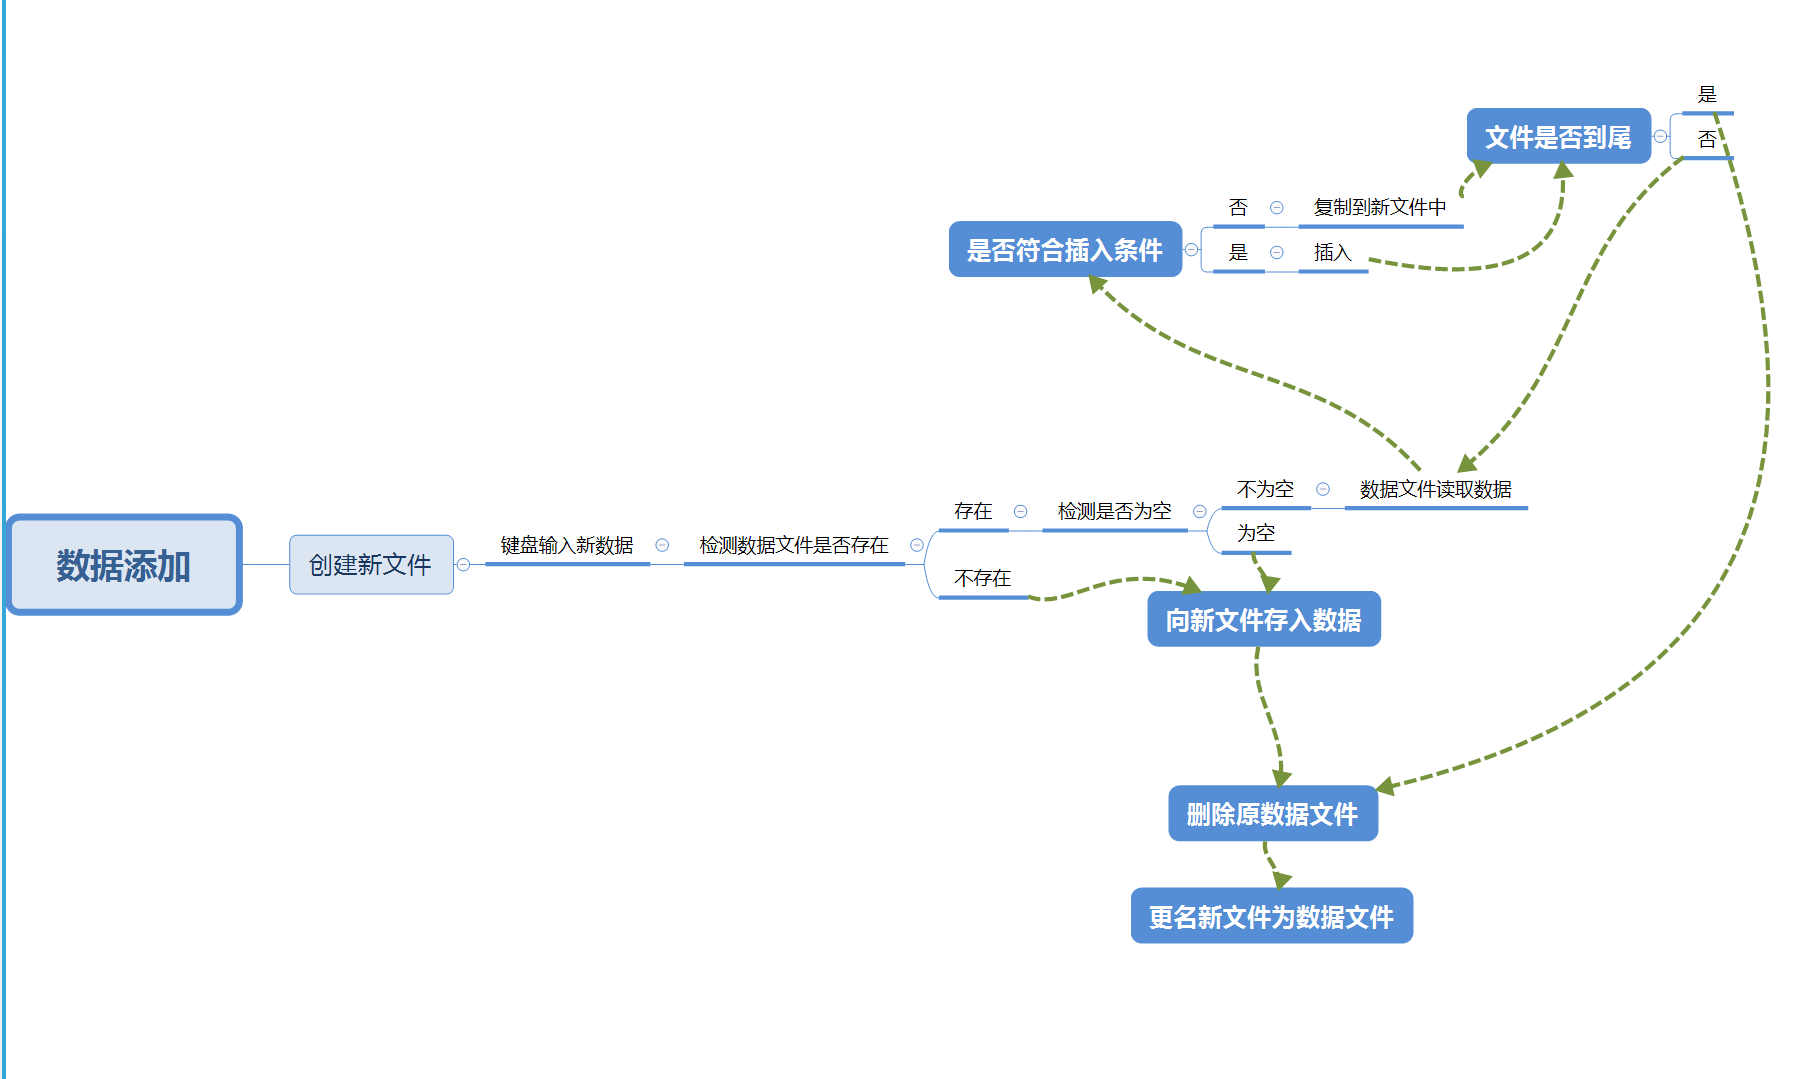 是
文件是否到尾
否
否
复制到新文件中
是否符合插入条件
是
插入
不为空
数据文件读取数据
存在
检测是否为空
为空
键盘输入新数据
检测数据文件是否存在
数据添加
创建新文件
不存在
向新文件存入数据
删除原数据文件
更名新文件为数据文件